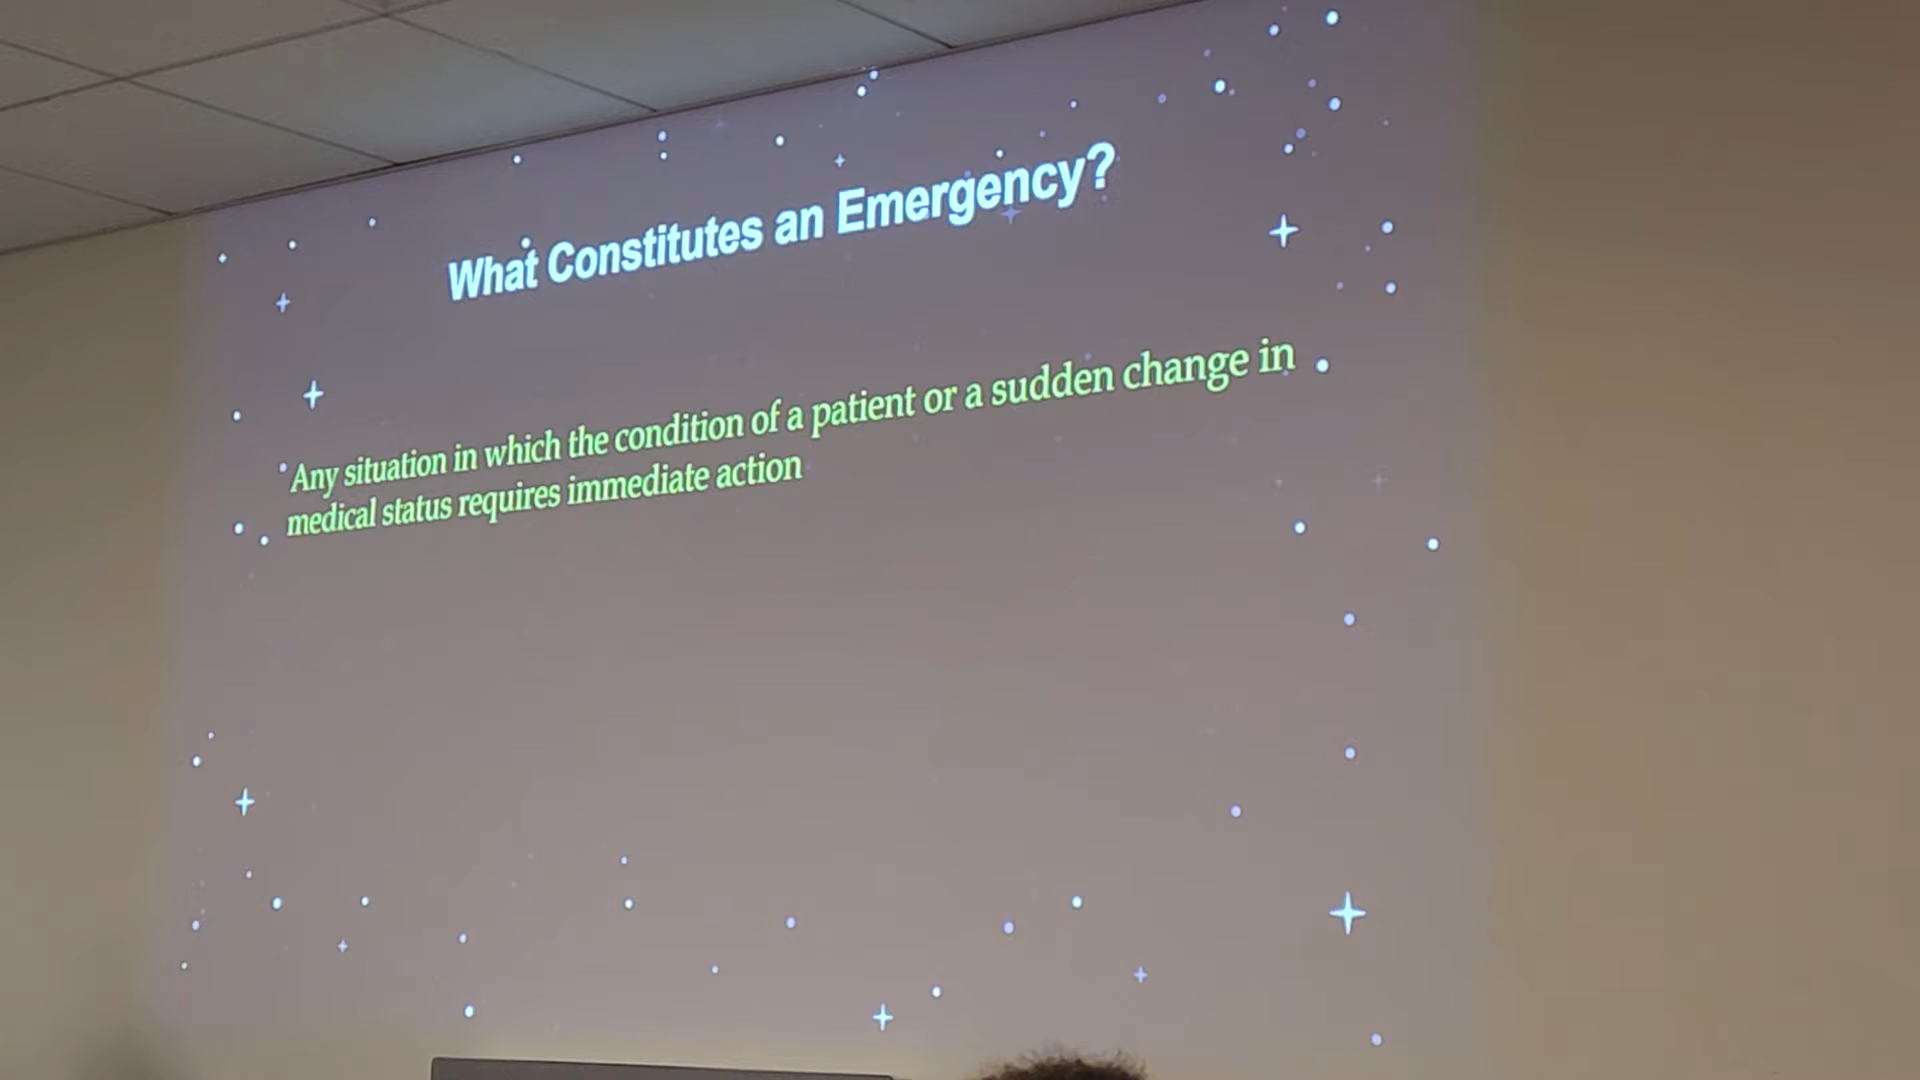 What Constitutes an Emergency?
Any situation in which the condition of a patient or a sudden change in
medical status requires immediate action